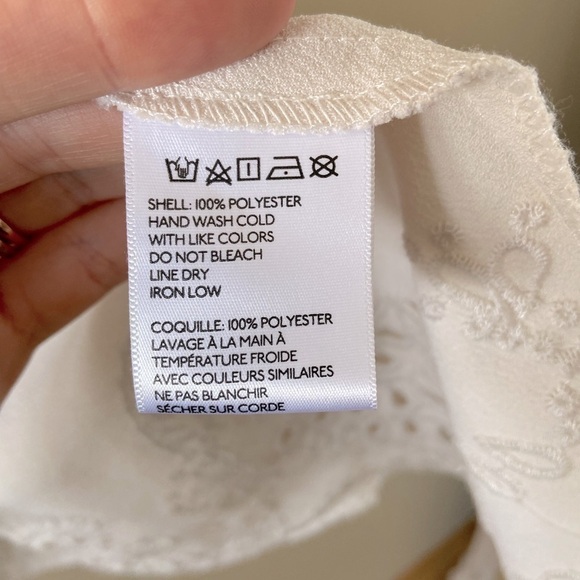 SHELL: 100% POLYESTER
HAND WASH COLD
WITH LIKE COLORS
DO NOT BLEACH
LINE DRY
IRON LOW
COQUILLE: 100% POLYESTER
LAVAGE À LA MAIN À
TEMPÉRATURE FROIDE
AVEC COULEURS SIMILAIRES
NE PAS BLANCHIR
SÉCHER SUR CORDE